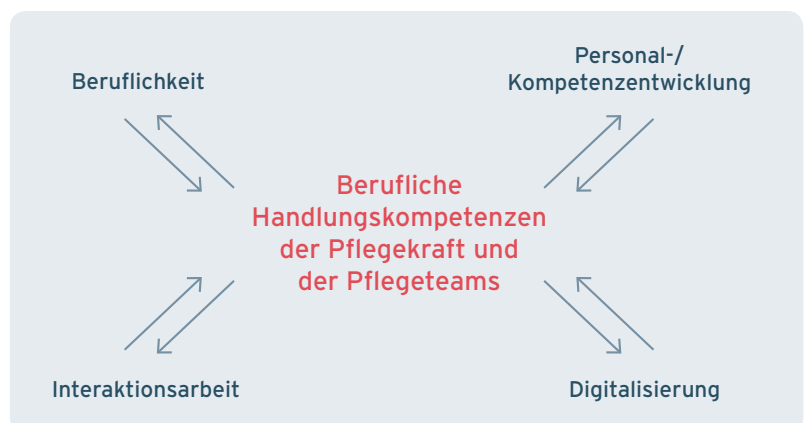 Beruflichkeit
Personal-/
Kompetenzentwicklung
Berufliche
Handlungskompetenzen
der Pflegekraft und
der Pflegeteams
Interaktionsarbeit
Digitalisierung